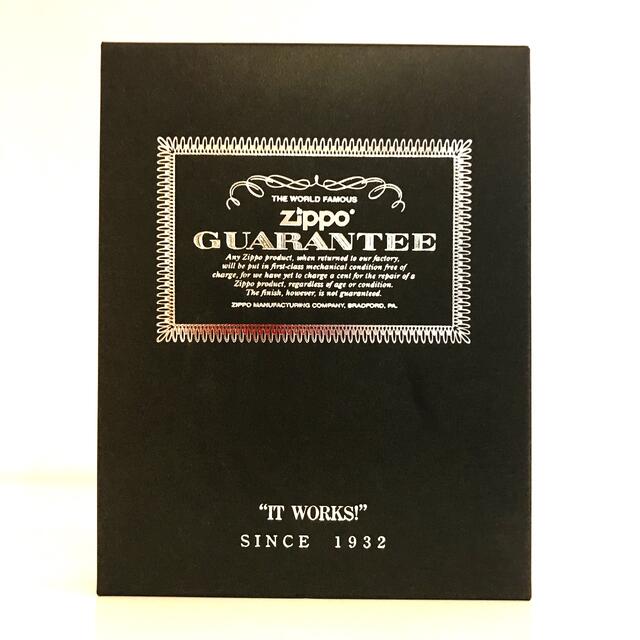 THE WORLD FAMOUS
Zippo®
GUARANTEE
Any Zippo product, when returned to our factory,
will be put in first-class mechanical condition free of
charge, for we have yet to charge a cent for the repair of a
Zippo product, regardless of age or condition.
The finish, however, is not guaranteed.
ZIPPO MANUFACTURING COMPANY, BRADFORD, PA.
“IT WORKS!”
SINCE 1932